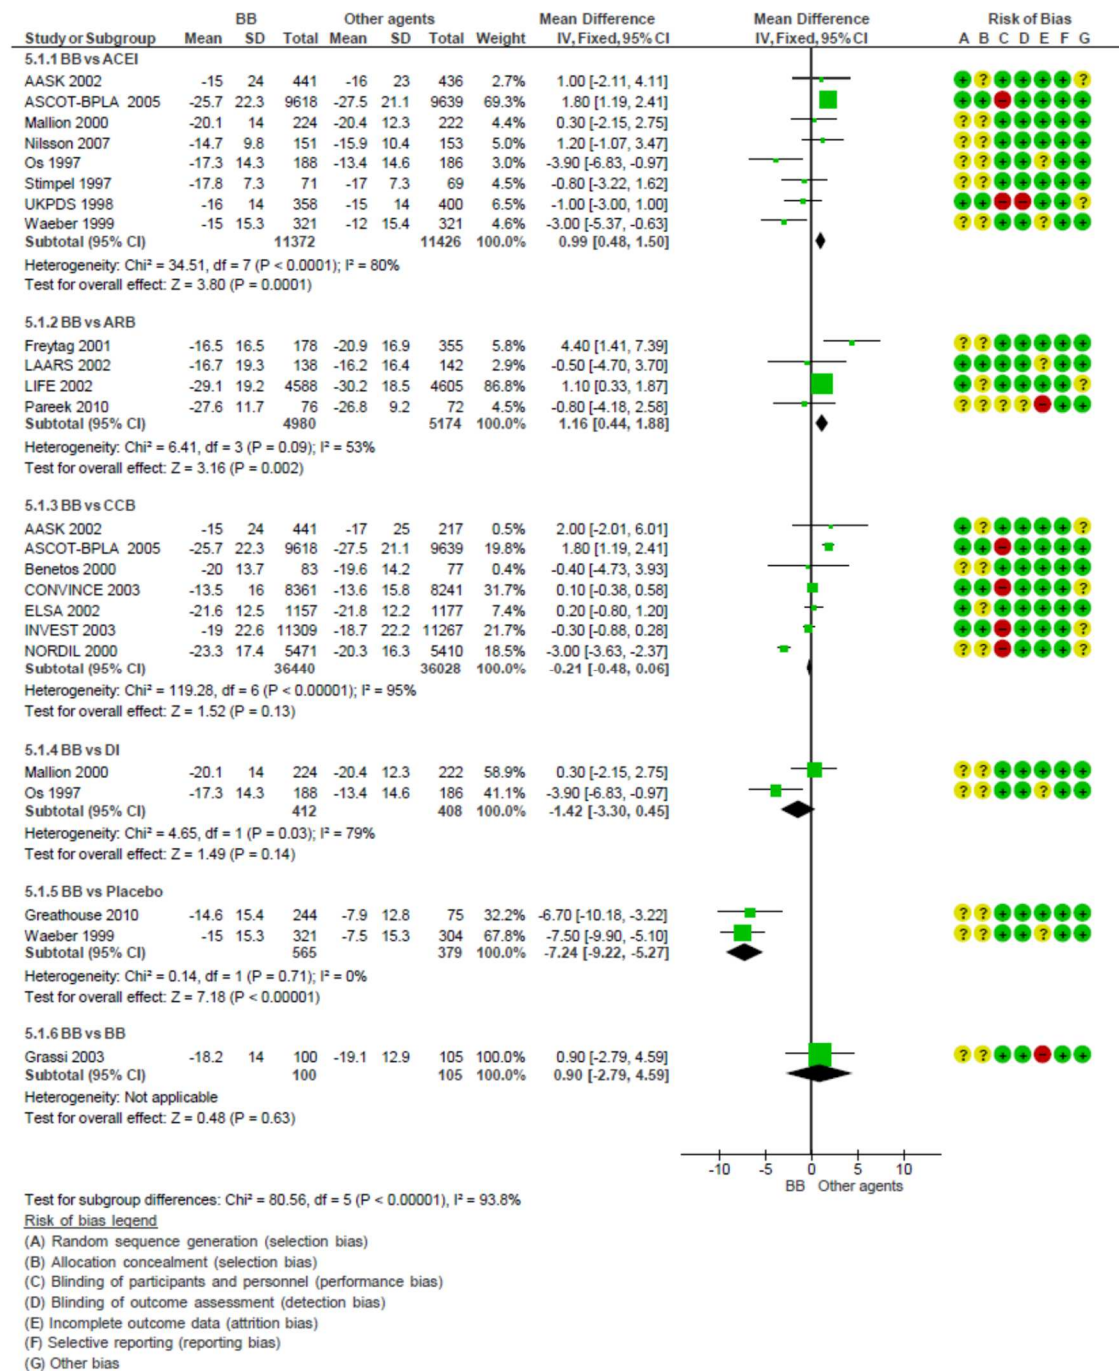 BB Other agents Mean Difference Mean Difference Risk of Bias
Study or Subgroup Mean SD Total Mean SD Total Weight IV, Fixed, 95% CI IV, Fixed, 95% CI A B C D E F G
5.1.1 BB vs ACEI
AASK 2002 -15 24 441 -16 23 436 2.7% 1.00 [-2.11, 4.11] + ? + + + + ?
ASCOT-BPLA 2005 -25.7 22.3 9618 -27.5 21.1 9639 69.3% 1.80 [1.19, 2.41] + + - + + + +
Mallion 2000 -20.1 14 224 -20.4 12.3 222 4.4% 0.30 [-2.15, 2.75] ? ? + + + + +
Nilsson 2007 -14.7 9.8 151 -15.9 10.4 153 5.0% 1.20 [-1.07, 3.47] ? ? + + + + +
Os 1997 -17.3 14.3 188 -13.4 14.6 186 3.0% -3.90 [-6.83, -0.97] ? ? + + ? + +
Stimpel 1997 -17.8 7.3 71 -17 7.3 69 4.5% -0.80 [-3.22, 1.62] ? ? + + + + +
UKPDS 1998 -16 14 358 -15 14 400 6.5% -1.00 [-3.00, 1.00] + + - - + + ?
Waeber 1999 -15 15.3 321 -12 15.4 321 4.6% -3.00 [-5.37, -0.63] ? ? + + ? + +
Subtotal (95% CI) 11372 11426 100.0% 0.99 [0.48, 1.50]
Heterogeneity: Chi² = 34.51, df = 7 (P < 0.0001); I² = 80%
Test for overall effect: Z = 3.80 (P = 0.0001)
5.1.2 BB vs ARB
Freytag 2001 -16.5 16.5 178 -20.9 16.9 355 5.8% 4.40 [1.41, 7.39] ? ? + + + + +
LAARS 2002 -16.7 19.3 138 -16.2 16.4 142 2.9% -0.50 [-4.70, 3.70] + + + + ? + +
LIFE 2002 -29.1 19.2 4588 -30.2 18.5 4605 86.8% 1.10 [0.33, 1.87] + ? + + + + ?
Pareek 2010 -27.6 11.7 76 -26.8 9.2 72 4.5% -0.80 [-4.18, 2.58] ? ? ? ? - + +
Subtotal (95% CI) 4980 5174 100.0% 1.16 [0.44, 1.88]
Heterogeneity: Chi² = 6.41, df = 3 (P = 0.09); I² = 53%
Test for overall effect: Z = 3.16 (P = 0.002)
5.1.3 BB vs CCB
AASK 2002 -15 24 441 -17 25 217 0.5% 2.00 [-2.01, 6.01] + ? + + + + ?
ASCOT-BPLA 2005 -25.7 22.3 9618 -27.5 21.1 9639 19.8% 1.80 [1.19, 2.41] + + - + + + +
Benetos 2000 -20 13.7 83 -19.6 14.2 77 0.4% -0.40 [-4.73, 3.93] ? ? + + + + +
CONVINCE 2003 -13.5 16 8361 -13.6 15.8 8241 31.7% 0.10 [-0.38, 0.58] + + - + + + ?
ELSA 2002 -21.6 12.5 1157 -21.8 12.2 1177 7.4% 0.20 [-0.80, 1.20] + ? + + + + +
INVEST 2003 -19 22.6 11309 -18.7 22.2 11267 21.7% -0.30 [-0.88, 0.28] + + - + + + ?
NORDIL 2000 -23.3 17.4 5471 -20.3 16.3 5410 18.5% -3.00 [-3.63, -2.37] ? ? - + + + ?
Subtotal (95% CI) 36440 36028 100.0% -0.21 [-0.48, 0.06]
Heterogeneity: Chi² = 119.28, df = 6 (P < 0.00001); I² = 95%
Test for overall effect: Z = 1.52 (P = 0.13)
5.1.4 BB vs DI
Mallion 2000 -20.1 14 224 -20.4 12.3 222 58.9% 0.30 [-2.15, 2.75] ? ? + + + + +
Os 1997 -17.3 14.3 188 -13.4 14.6 186 41.1% -3.90 [-6.83, -0.97] ? ? + + ? + +
Subtotal (95% CI) 412 408 100.0% -1.42 [-3.30, 0.45]
Heterogeneity: Chi² = 4.65, df = 1 (P = 0.03); I² = 79%
Test for overall effect: Z = 1.49 (P = 0.14)
5.1.5 BB vs Placebo
Greathouse 2010 -14.6 15.4 244 -7.9 12.8 75 32.2% -6.70 [-10.18, -3.22] ? ? + + + + +
Waeber 1999 -15 15.3 321 -7.5 15.3 304 67.8% -7.50 [-9.90, -5.10] ? ? + + ? + +
Subtotal (95% CI) 565 379 100.0% -7.24 [-9.22, -5.27]
Heterogeneity: Chi² = 0.14, df = 1 (P = 0.71); I² = 0%
Test for overall effect: Z = 7.18 (P < 0.00001)
5.1.6 BB vs BB
Grassi 2003 -18.2 14 100 -19.1 12.9 105 100.0% 0.90 [-2.79, 4.59] ? ? + + - + +
Subtotal (95% CI) 100 105 100.0% 0.90 [-2.79, 4.59]
Heterogeneity: Not applicable
Test for overall effect: Z = 0.48 (P = 0.63)
-10 -5 0 5 10
BB Other agents
Test for subgroup differences: Chi² = 80.56, df = 5 (P < 0.00001), I² = 93.8%
Risk of bias legend
(A) Random sequence generation (selection bias)
(B) Allocation concealment (selection bias)
(C) Blinding of participants and personnel (performance bias)
(D) Blinding of outcome assessment (detection bias)
(E) Incomplete outcome data (attrition bias)
(F) Selective reporting (reporting bias)
(G) Other bias